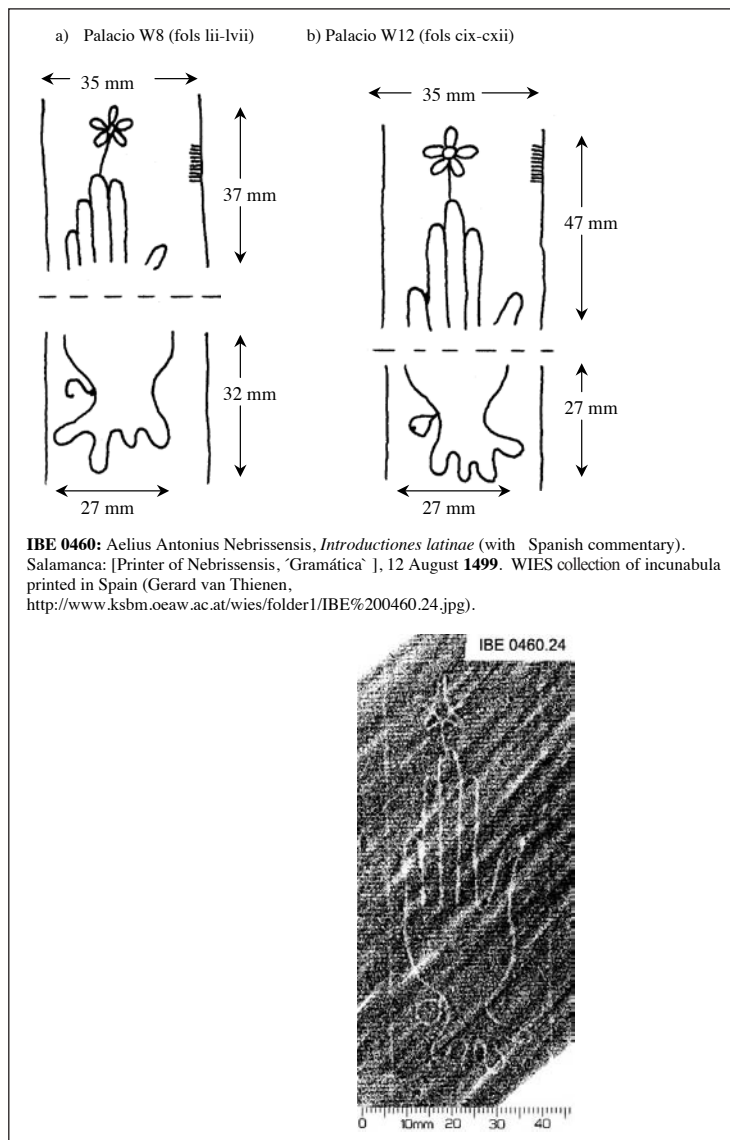 a) Palacio W8 (fols lii-lvii) b) Palacio W12 (fols cix-cxii)
35 mm
35 mm
37 mm
47 mm
32 mm
27 mm
27 mm
27 mm
IBE 0460: Aelius Antonius Nebrissensis, Introductiones latinae (with Spanish commentary).
Salamanca: [Printer of Nebrissensis, ´Gramática` ], 12 August 1499. WIES collection of incunabula
printed in Spain (Gerard van Thienen,
http://www.ksbm.oeaw.ac.at/wies/folder1/IBE%200460.24.jpg).
IBE 0460.24
0 10mm 20 30 40